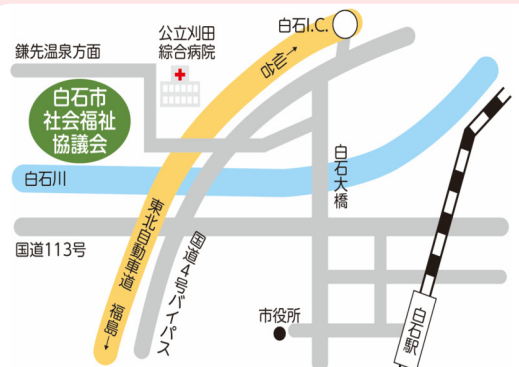 白石I.C.
公立刈田
綜合病院
鎌先温泉方面
←仙台
白石市
社会福祉
協議会
白石川
白石大橋
国道113号
東北自動車道 福島→
国道4号バイパス
市役所
白石駅